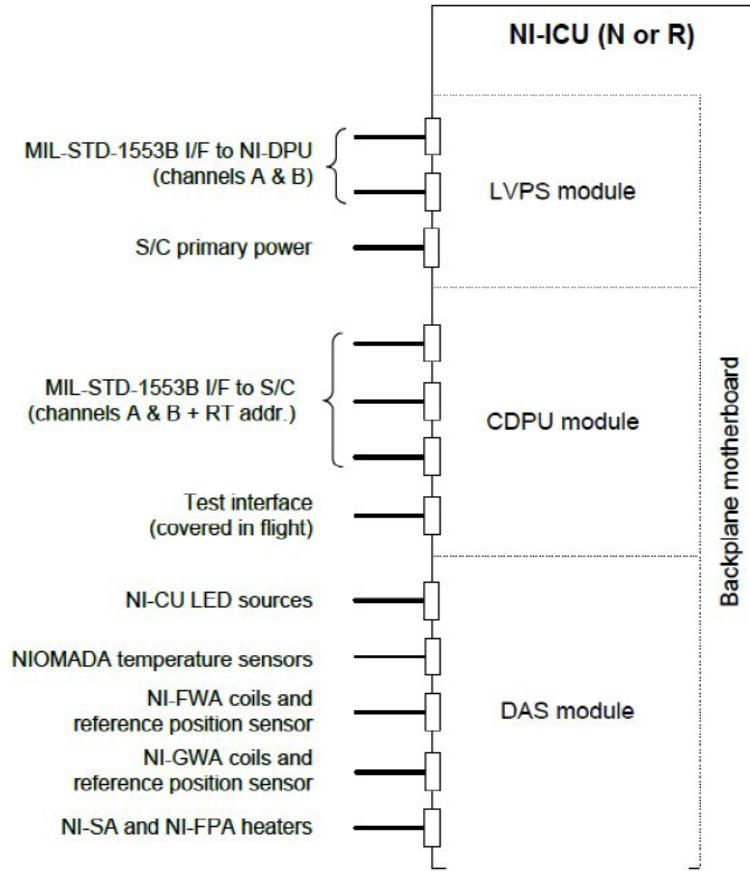 NI-ICU (N or R)
MIL-STD-1553B I/F to NI-DPU
(channels A & B)
LVPS module
S/C primary power
MIL-STD-1553B I/F to S/C
(channels A & B + RT addr.)
CDPU module
Test interface
(covered in flight)
Backplane motherboard
NI-CU LED sources
NIOMADA temperature sensors
NI-FWA coils and
reference position sensor
DAS module
NI-GWA coils and
reference position sensor
NI-SA and NI-FPA heaters